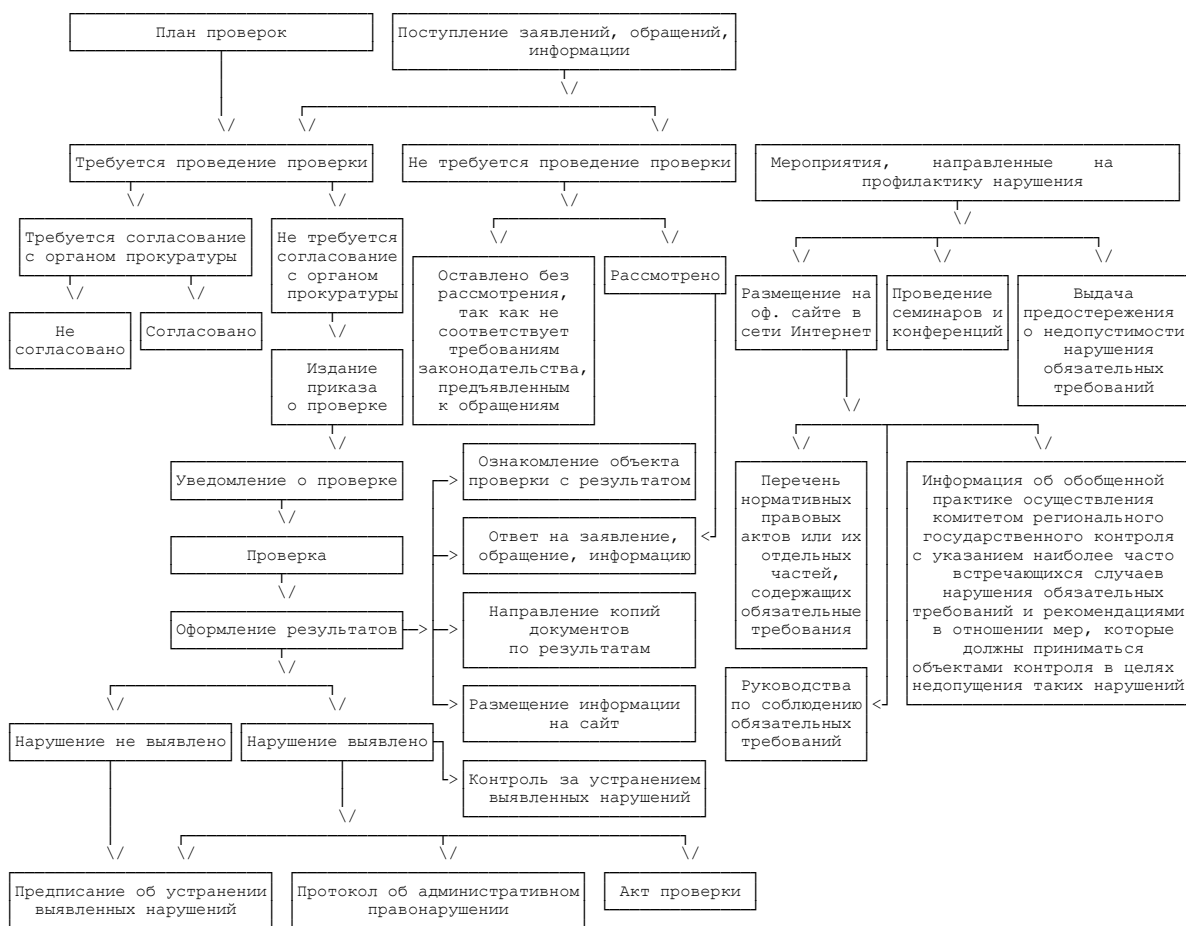 План проверок
Поступление заявлений, обращений,
информации
Требуется проведение проверки
Не требуется проведение проверки
Мероприятия, направленные на
профилактику нарушения
Требуется согласование
с органом прокуратуры
Не требуется
согласование
с органом
прокуратуры
Оставлено без
рассмотрения,
так как не
соответствует
требованиям
законодательства,
предъявленным
к обращениям
Рассмотрено
Размещение на
оф. сайте в
сети Интернет
Проведение
семинаров и
конференций
Выдача
предостережения
о недопустимости
нарушения
обязательных
требований
Не
согласовано
Согласовано
Издание
приказа
о проверке
Уведомление о проверке
Ознакомление объекта
проверки с результатом
Перечень
нормативных
правовых
актов или их
отдельных
частей,
содержащих
обязательные
требования
Информация об обобщенной
практике осуществления
комитетом регионального
государственного контроля
с указанием наиболее часто
встречающихся случаев
нарушения обязательных
требований и рекомендациями
в отношении мер, которые
должны приниматься
объектами контроля в целях
недопущения таких нарушений
Проверка
Ответ на заявление,
обращение, информацию
Оформление результатов
Направление копий
документов
по результатам
Размещение информации
на сайт
Руководства
по соблюдению
обязательных
требований
Нарушение не выявлено
Нарушение выявлено
Контроль за устранением
выявленных нарушений
Предписание об устранении
выявленных нарушений
Протокол об административном
правонарушении
Акт проверки